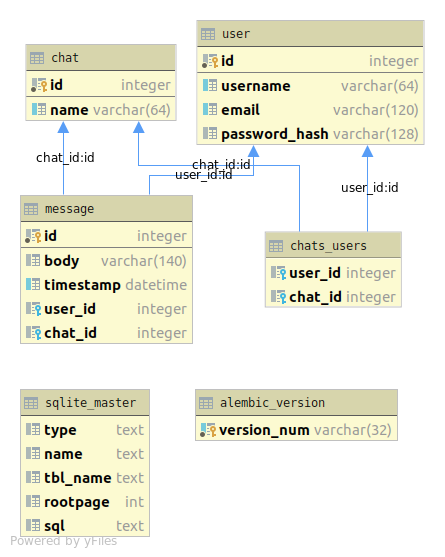 user
id integer
username varchar(64)
email varchar(120)
password_hash varchar(128)
chat
id integer
name varchar(64)
chat_id:id
chat_id:id
user_id:id
user_id:id
message
id integer
body varchar(140)
timestamp datetime
user_id integer
chat_id integer
chats_users
user_id integer
chat_id integer
sqlite_master
type text
name text
tbl_name text
rootpage int
sql text
alembic_version
version_num varchar(32)
Powered by yFiles